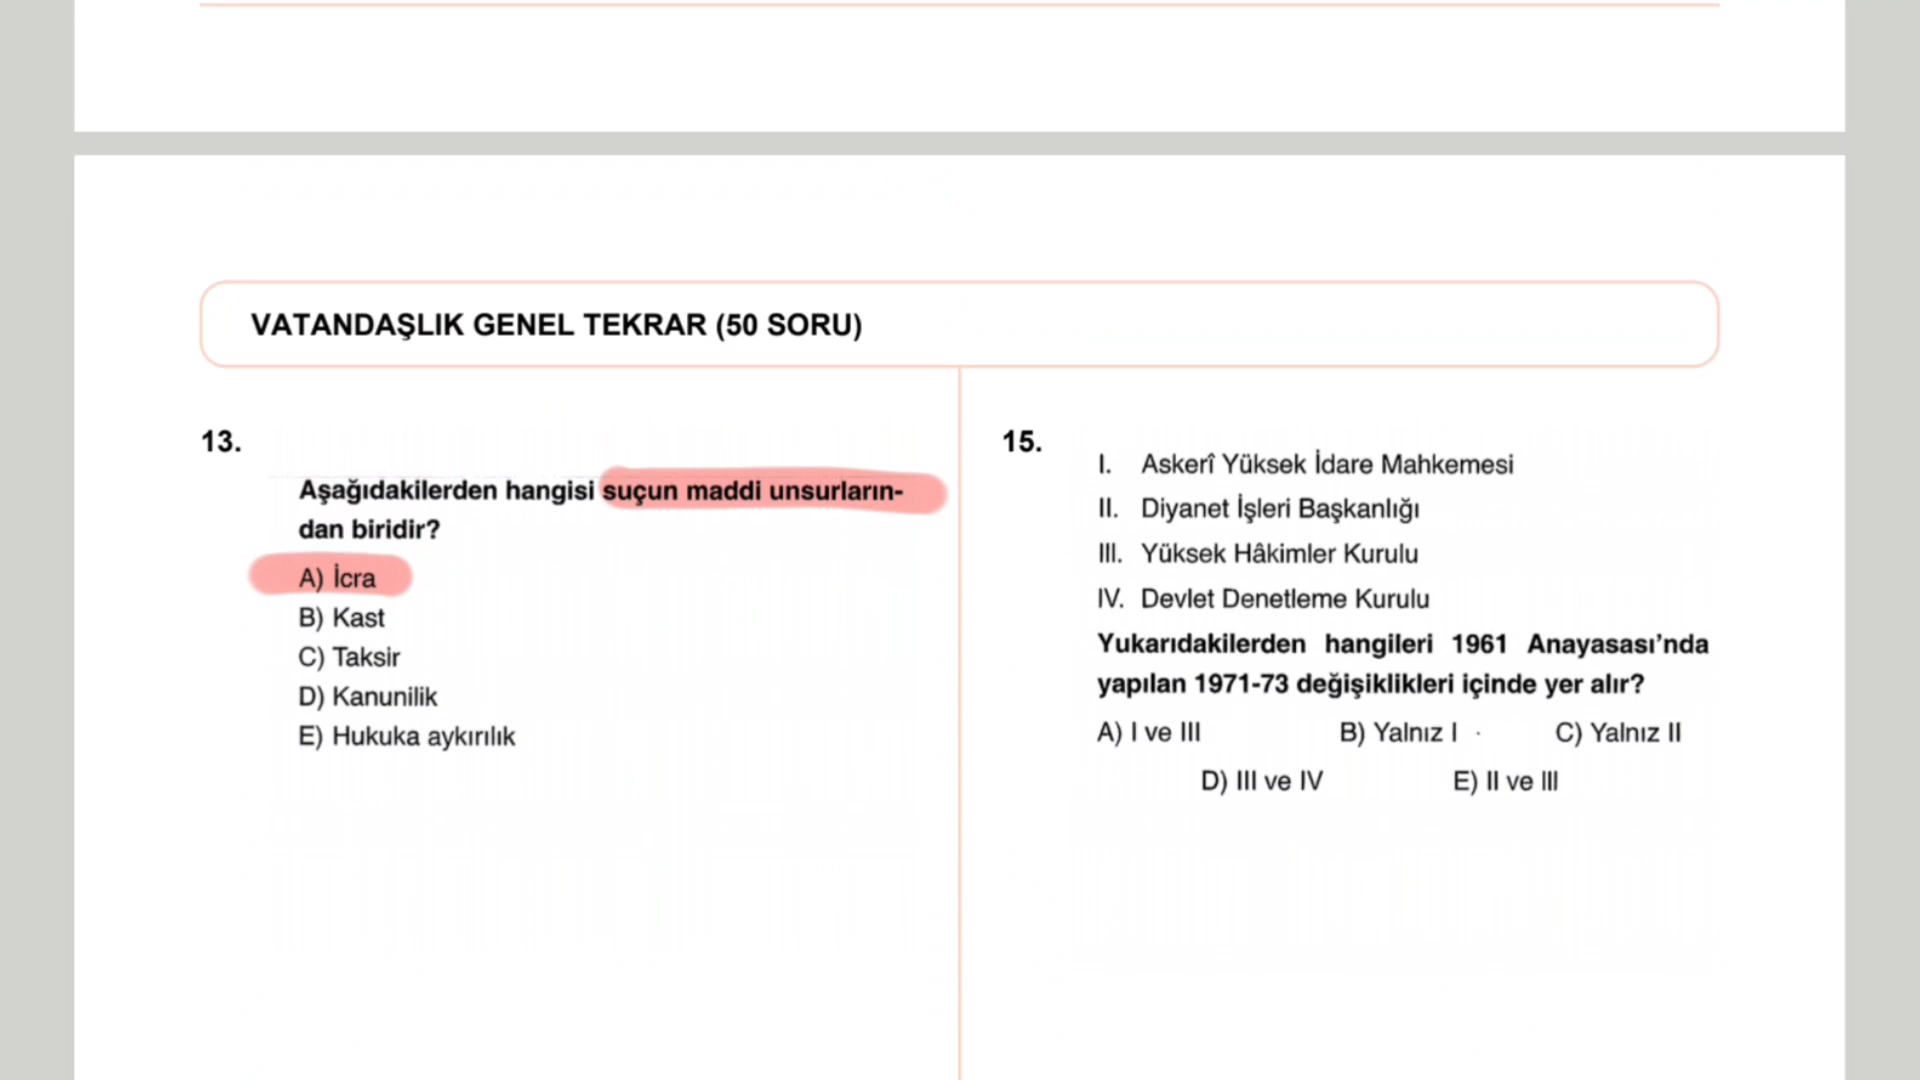 VATANDAŞLIK GENEL TEKRAR (50 SORU)
13.
Aşağıdakilerden hangisi suçun maddi unsurların-
dan biridir?
A) İcra
B) Kast
C) Taksir
D) Kanunilik
E) Hukuka aykırılık
15.
I. Askerî Yüksek İdare Mahkemesi
II. Diyanet İşleri Başkanlığı
III. Yüksek Hâkimler Kurulu
IV. Devlet Denetleme Kurulu
Yukarıdakilerden hangileri 1961 Anayasası’nda
yapılan 1971-73 değişiklikleri içinde yer alır?
A) I ve III B) Yalnız I C) Yalnız II
D) III ve IV E) II ve III